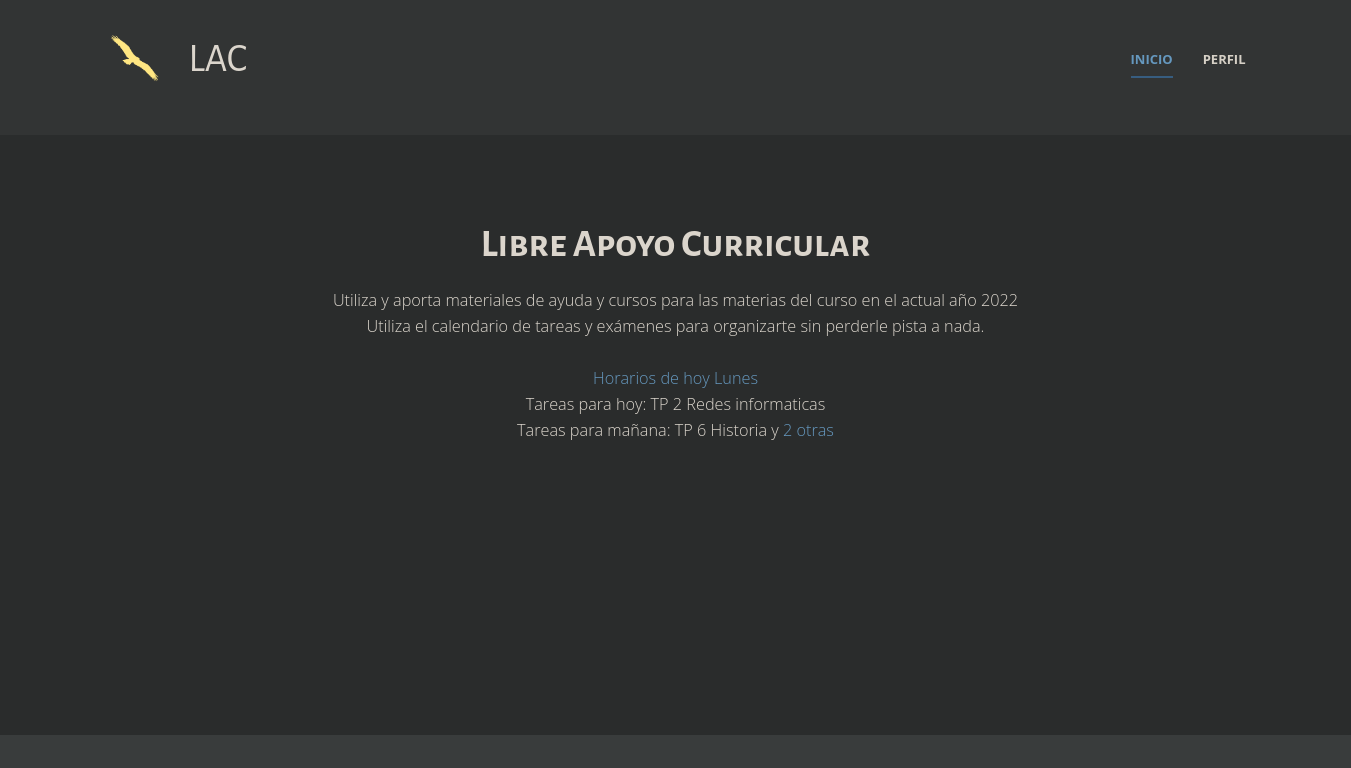 LAC
INICIO PERFIL
Libre Apoyo Curricular
Utiliza y aporta materiales de ayuda y cursos para las materias del curso en el actual año 2022
Utiliza el calendario de tareas y exámenes para organizarte sin perderle pista a nada.
Horarios de hoy Lunes
Tareas para hoy: TP 2 Redes informaticas
Tareas para mañana: TP 6 Historia y 2 otras